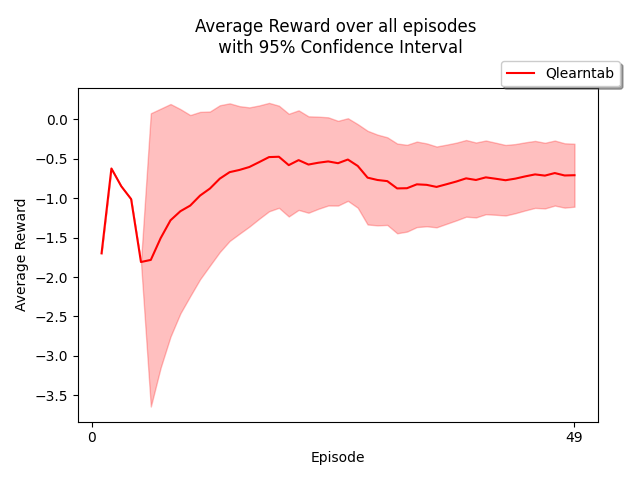 Average Reward over all episodes
with 95% Confidence Interval
Qlearntab
0.0
−0.5
−1.0
−1.5
−2.0
−2.5
−3.0
−3.5
Average Reward
0
49
Episode